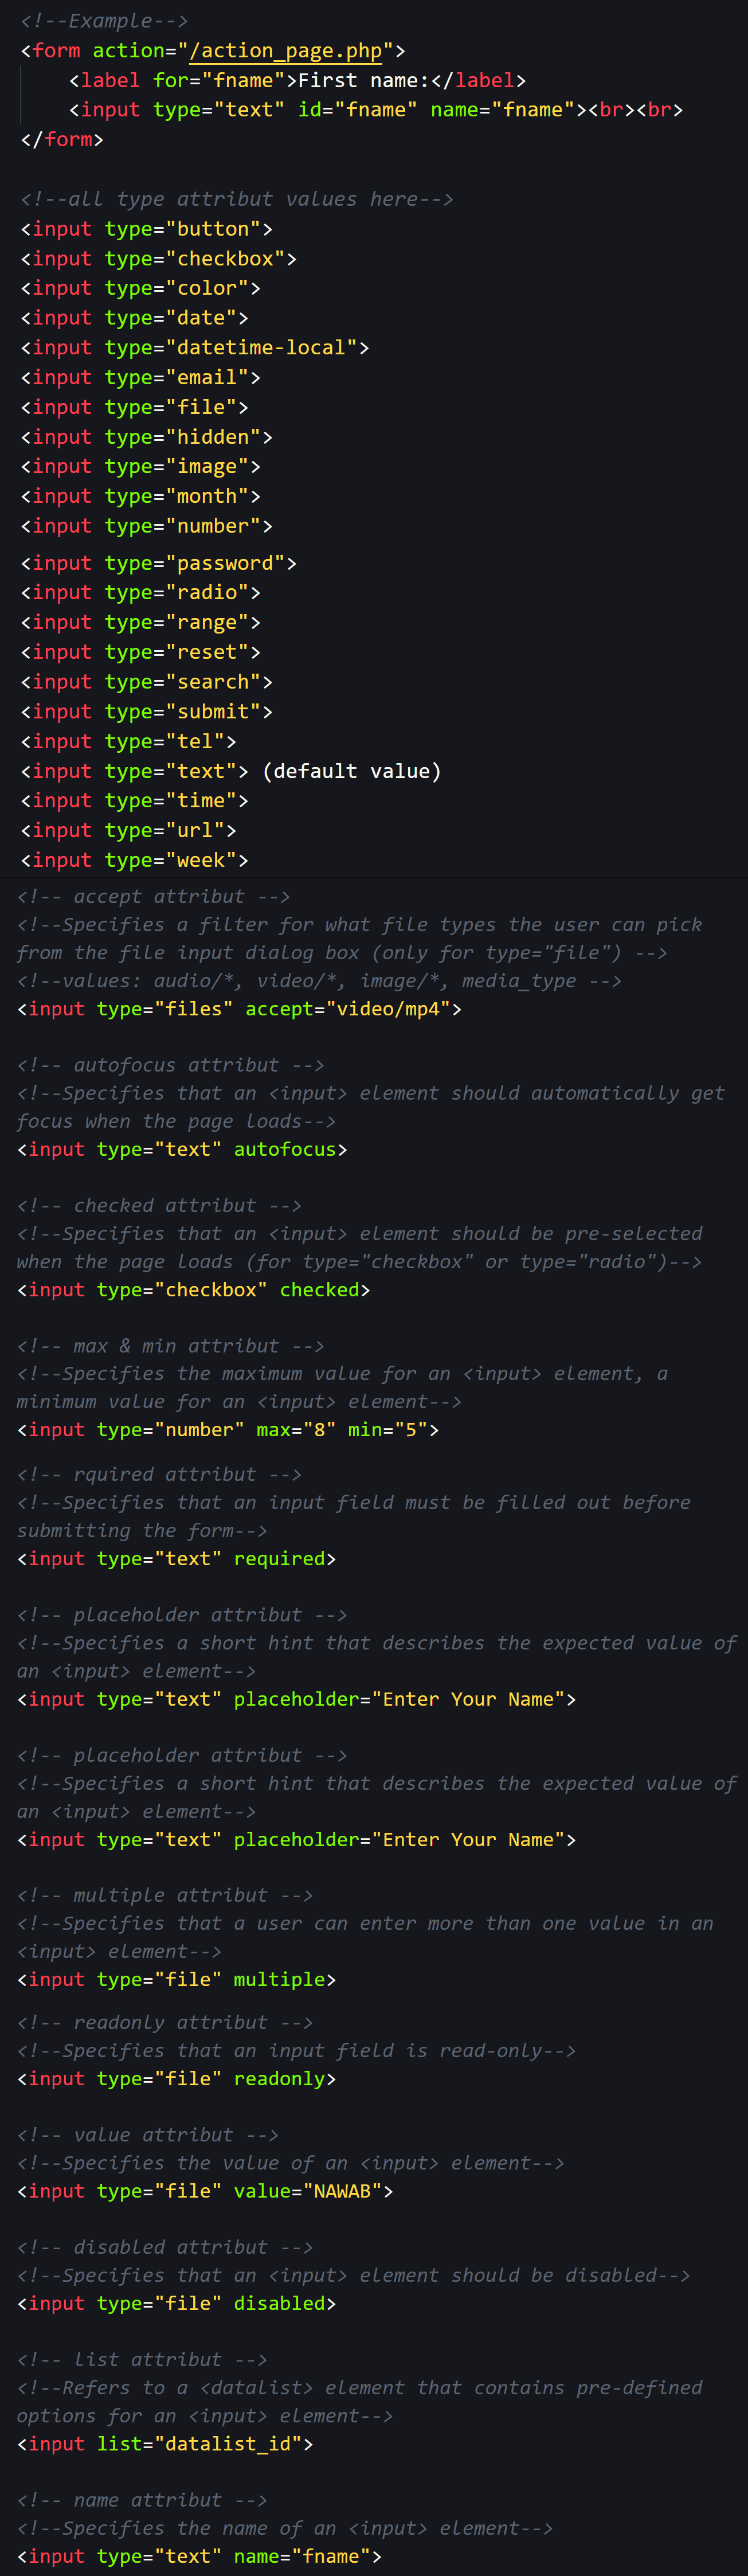 <!--Example-->
<form action="/action_page.php">
    <label for="fname">First name:</label>
    <input type="text" id="fname" name="fname"><br><br>
</form>
<!--all type attribut values here-->
<input type="button">
<input type="checkbox">
<input type="color">
<input type="date">
<input type="datetime-local">
<input type="email">
<input type="file">
<input type="hidden">
<input type="image">
<input type="month">
<input type="number">
<input type="password">
<input type="radio">
<input type="range">
<input type="reset">
<input type="search">
<input type="submit">
<input type="tel">
<input type="text"> (default value)
<input type="time">
<input type="url">
<input type="week">
<!-- accept attribut -->
<!--Specifies a filter for what file types the user can pick
from the file input dialog box (only for type="file") -->
<!--values: audio/*, video/*, image/*, media_type -->
<input type="files" accept="video/mp4">
<!-- autofocus attribut -->
<!--Specifies that an <input> element should automatically get
focus when the page loads-->
<input type="text" autofocus>
<!-- checked attribut -->
<!--Specifies that an <input> element should be pre-selected
when the page loads (for type="checkbox" or type="radio")-->
<input type="checkbox" checked>
<!-- max & min attribut -->
<!--Specifies the maximum value for an <input> element, a
minimum value for an <input> element-->
<input type="number" max="8" min="5">
<!-- rquired attribut -->
<!--Specifies that an input field must be filled out before
submitting the form-->
<input type="text" required>
<!-- placeholder attribut -->
<!--Specifies a short hint that describes the expected value of
an <input> element-->
<input type="text" placeholder="Enter Your Name">
<!-- placeholder attribut -->
<!--Specifies a short hint that describes the expected value of
an <input> element-->
<input type="text" placeholder="Enter Your Name">
<!-- multiple attribut -->
<!--Specifies that a user can enter more than one value in an
<input> element-->
<input type="file" multiple>
<!-- readonly attribut -->
<!--Specifies that an input field is read-only-->
<input type="file" readonly>
<!-- value attribut -->
<!--Specifies the value of an <input> element-->
<input type="file" value="NAWAB">
<!-- disabled attribut -->
<!--Specifies that an <input> element should be disabled-->
<input type="file" disabled>
<!-- list attribut -->
<!--Refers to a <datalist> element that contains pre-defined
options for an <input> element-->
<input list="datalist_id">
<!-- name attribut -->
<!--Specifies the name of an <input> element-->
<input type="text" name="fname">